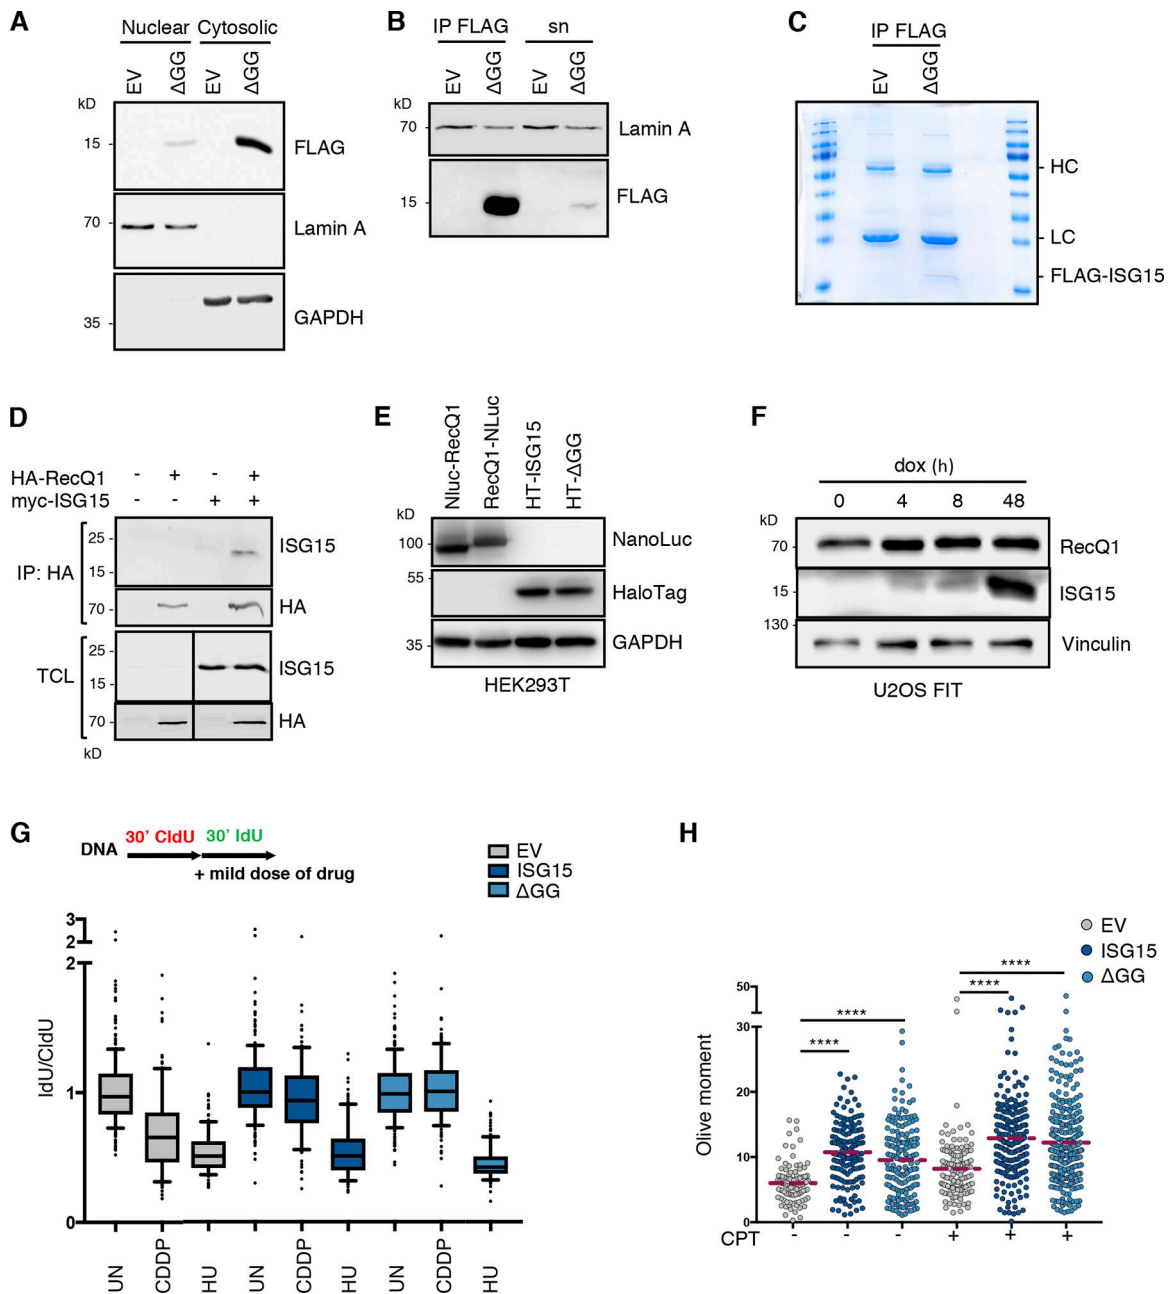 A
Nuclear Cytosolic
EV ΔGG EV ΔGG
kD
15
FLAG
70
Lamin A
35
GAPDH
B
IP FLAG sn
EV ΔGG EV ΔGG
kD
70
Lamin A
15
FLAG
C
IP FLAG
EV ΔGG
HC
LC
FLAG-ISG15
D
HA-RecQ1 - + - +
myc-ISG15 - - + +
IP: HA
25
15
ISG15
70
HA
TCL
25
15
ISG15
70
HA
kD
E
Nluc-RecQ1 RecQ1-NLuc HT-ISG15 HT-ΔGG
kD
100
NanoLuc
55
HaloTag
35
GAPDH
HEK293T
F
dox (h)
0 4 8 48
kD
70
RecQ1
15
ISG15
130
Vinculin
U2OS FIT
G
30' CldU 30' IdU
DNA
+ mild dose of drug
EV
ISG15
ΔGG
IdU/CldU
3
2
2
1
0
UN CDDP HU UN CDDP HU UN CDDP HU
H
EV
ISG15
ΔGG
****
****
****
****
Olive moment
50
30
20
10
0
CPT - - - + + +